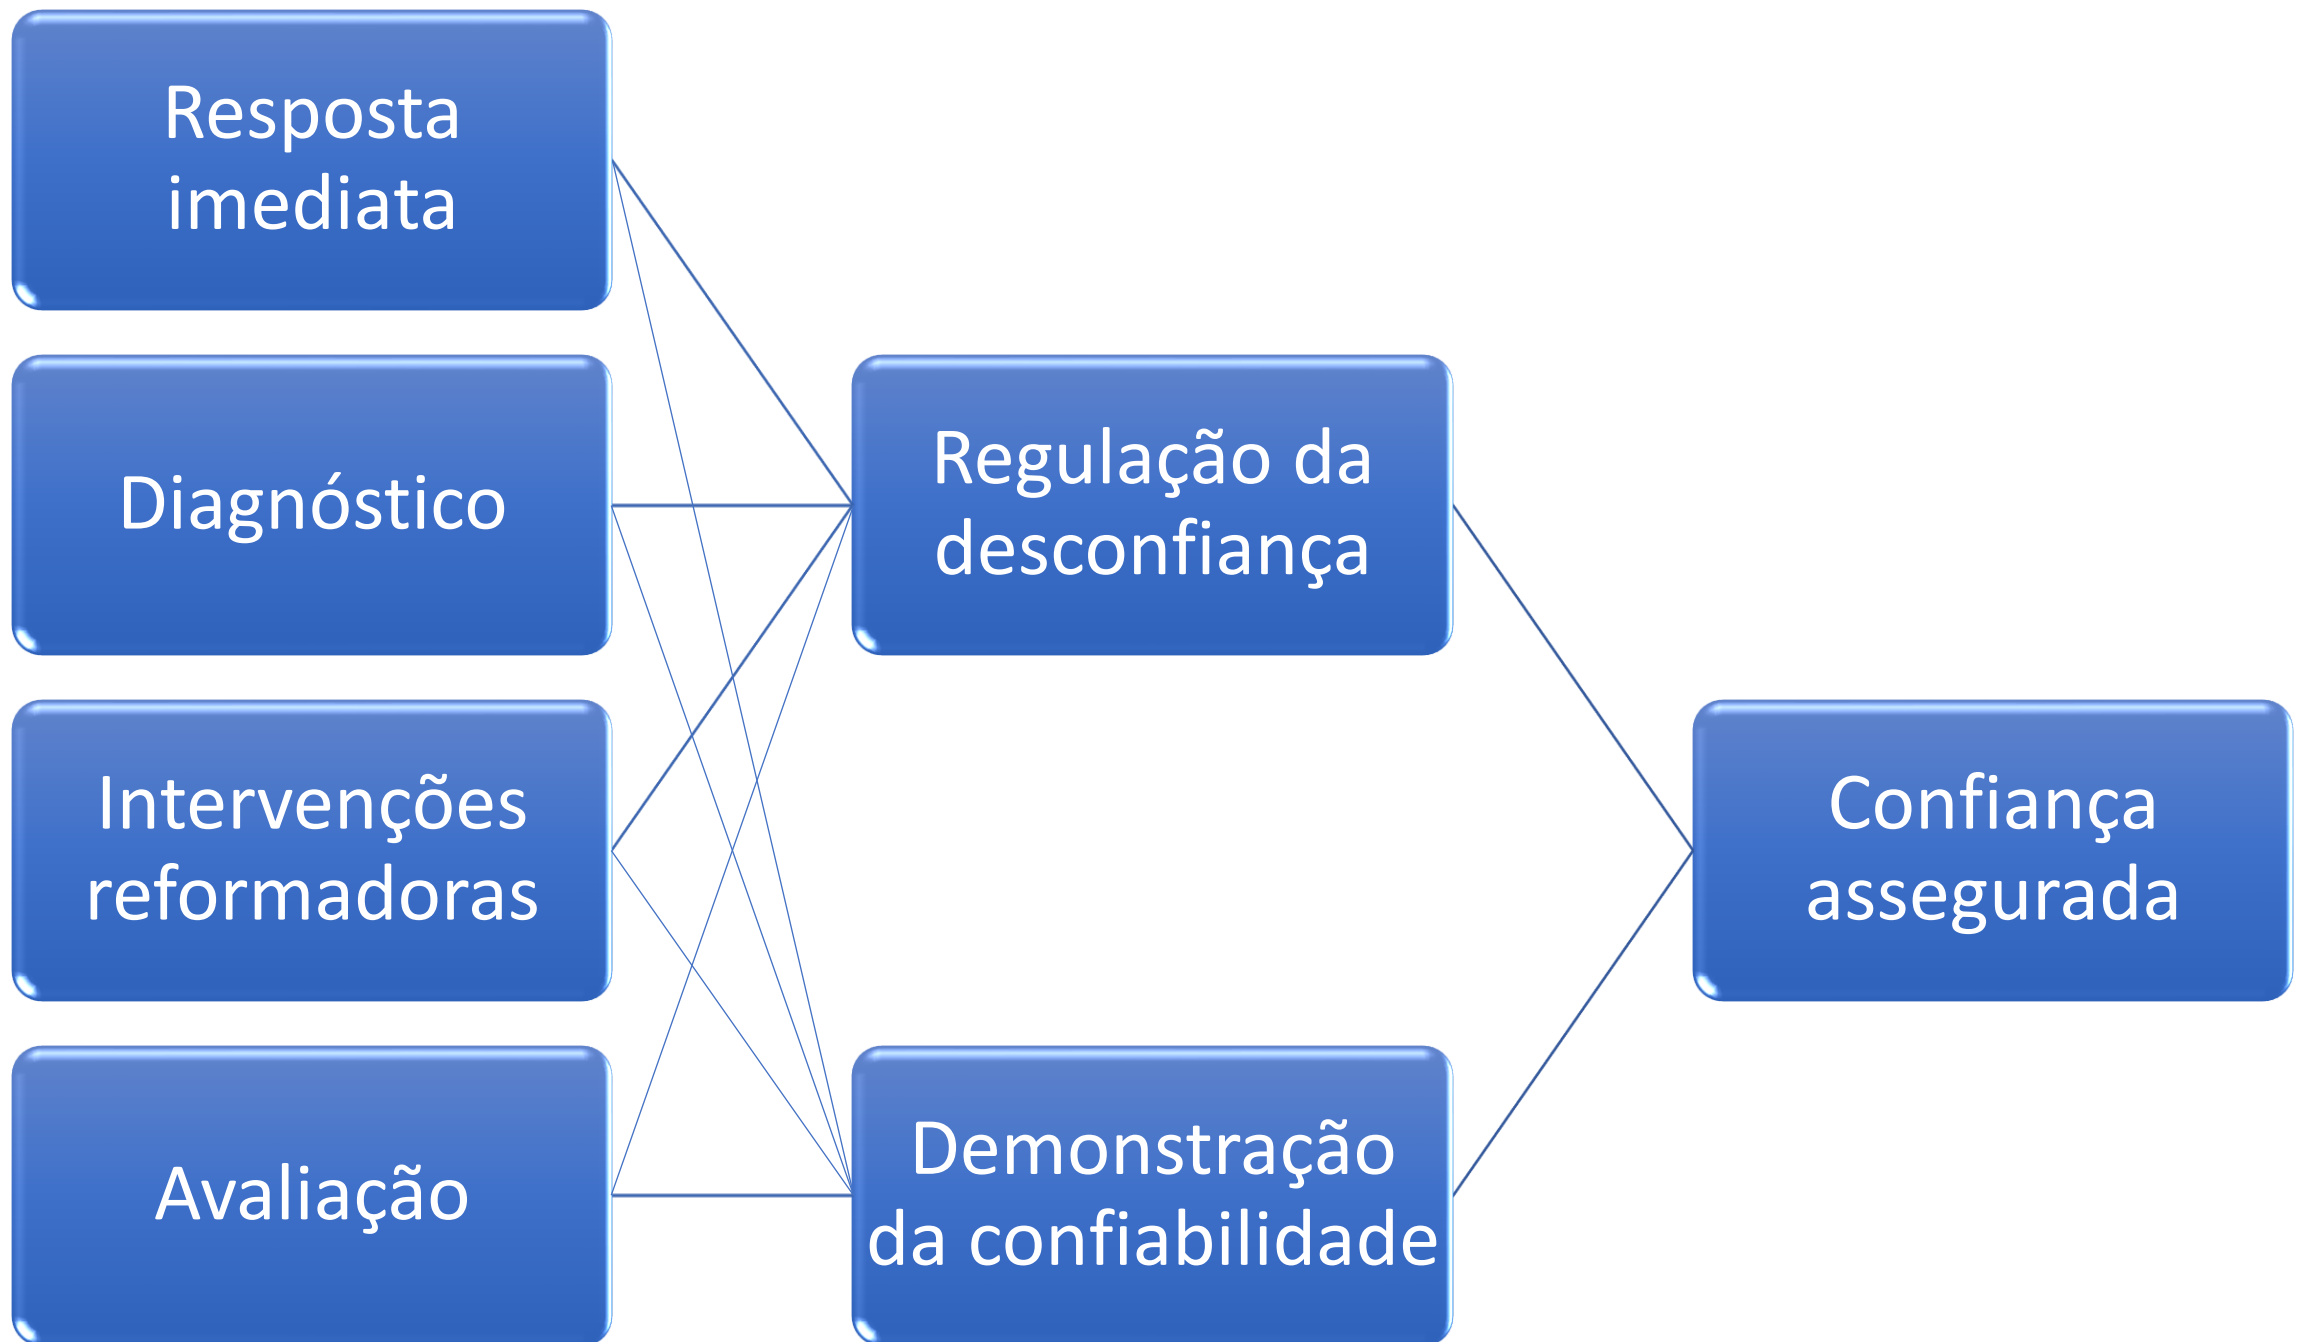 Resposta
imediata
Diagnóstico
Intervenções
reformadoras
Avaliação
Regulação da
desconfiança
Demonstração
da confiabilidade
Confiança
assegurada